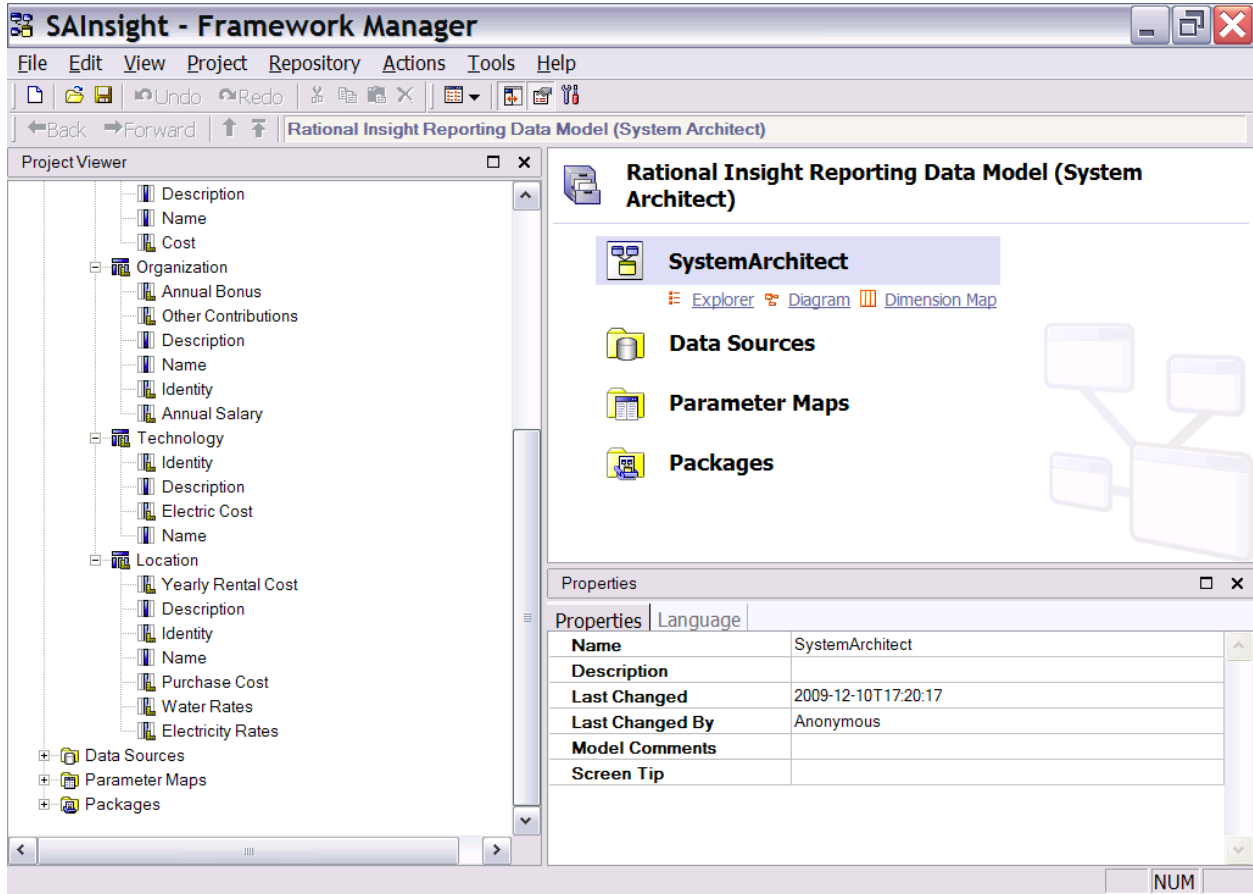 SAInsight - Framework Manager
File Edit View Project Repository Actions Tools Help
Undo Redo
Back Forward Rational Insight Reporting Data Model (System Architect)
Project Viewer
Description
Name
Cost
Organization
Annual Bonus
Other Contributions
Description
Name
Identity
Annual Salary
Technology
Identity
Description
Electric Cost
Name
Location
Yearly Rental Cost
Description
Identity
Name
Purchase Cost
Water Rates
Electricity Rates
Data Sources
Parameter Maps
Packages
Rational Insight Reporting Data Model (System
Architect)
SystemArchitect
Explorer Diagram Dimension Map
Data Sources
Parameter Maps
Packages
Properties
Properties Language
Name SystemArchitect
Description
Last Changed 2009-12-10T17:20:17
Last Changed By Anonymous
Model Comments
Screen Tip
NUM